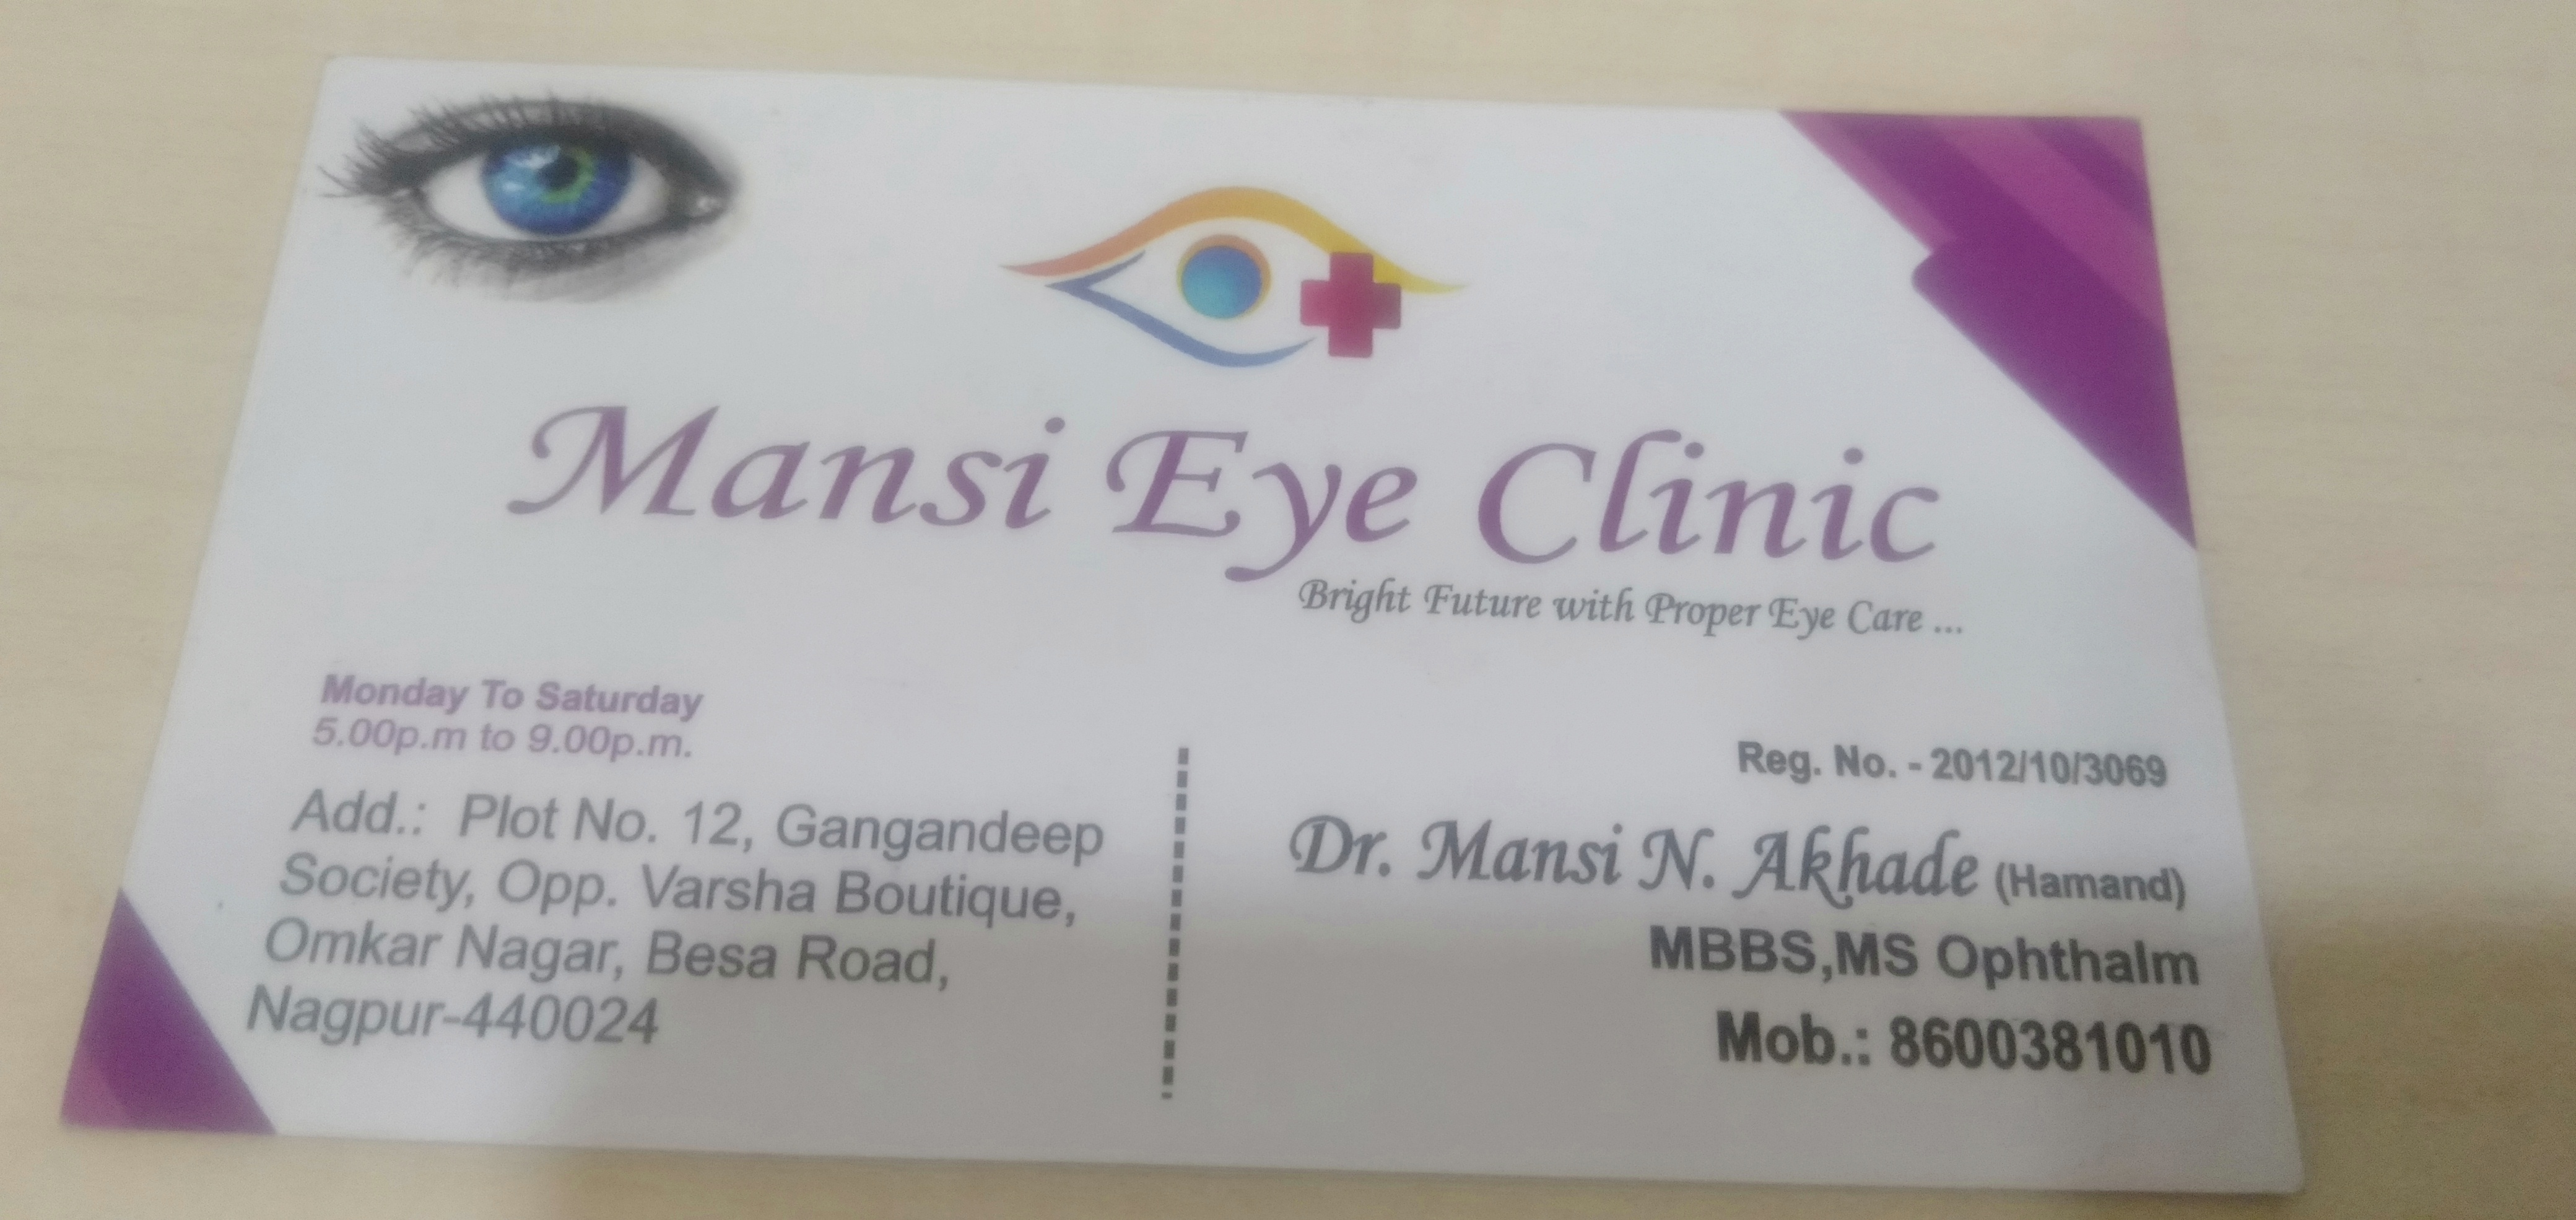 Mansi Eye Clinic
Bright Future with Proper Eye Care ...
Monday To Saturday
5.00p.m to 9.00p.m.
Add.: Plot No. 12, Gangandeep
Society, Opp. Varsha Boutique,
Omkar Nagar, Besa Road,
Nagpur-440024
Reg. No. - 2012/10/3069
Dr. Mansi N. Akhade (Hamand)
MBBS,MS Ophthalm
Mob.: 8600381010